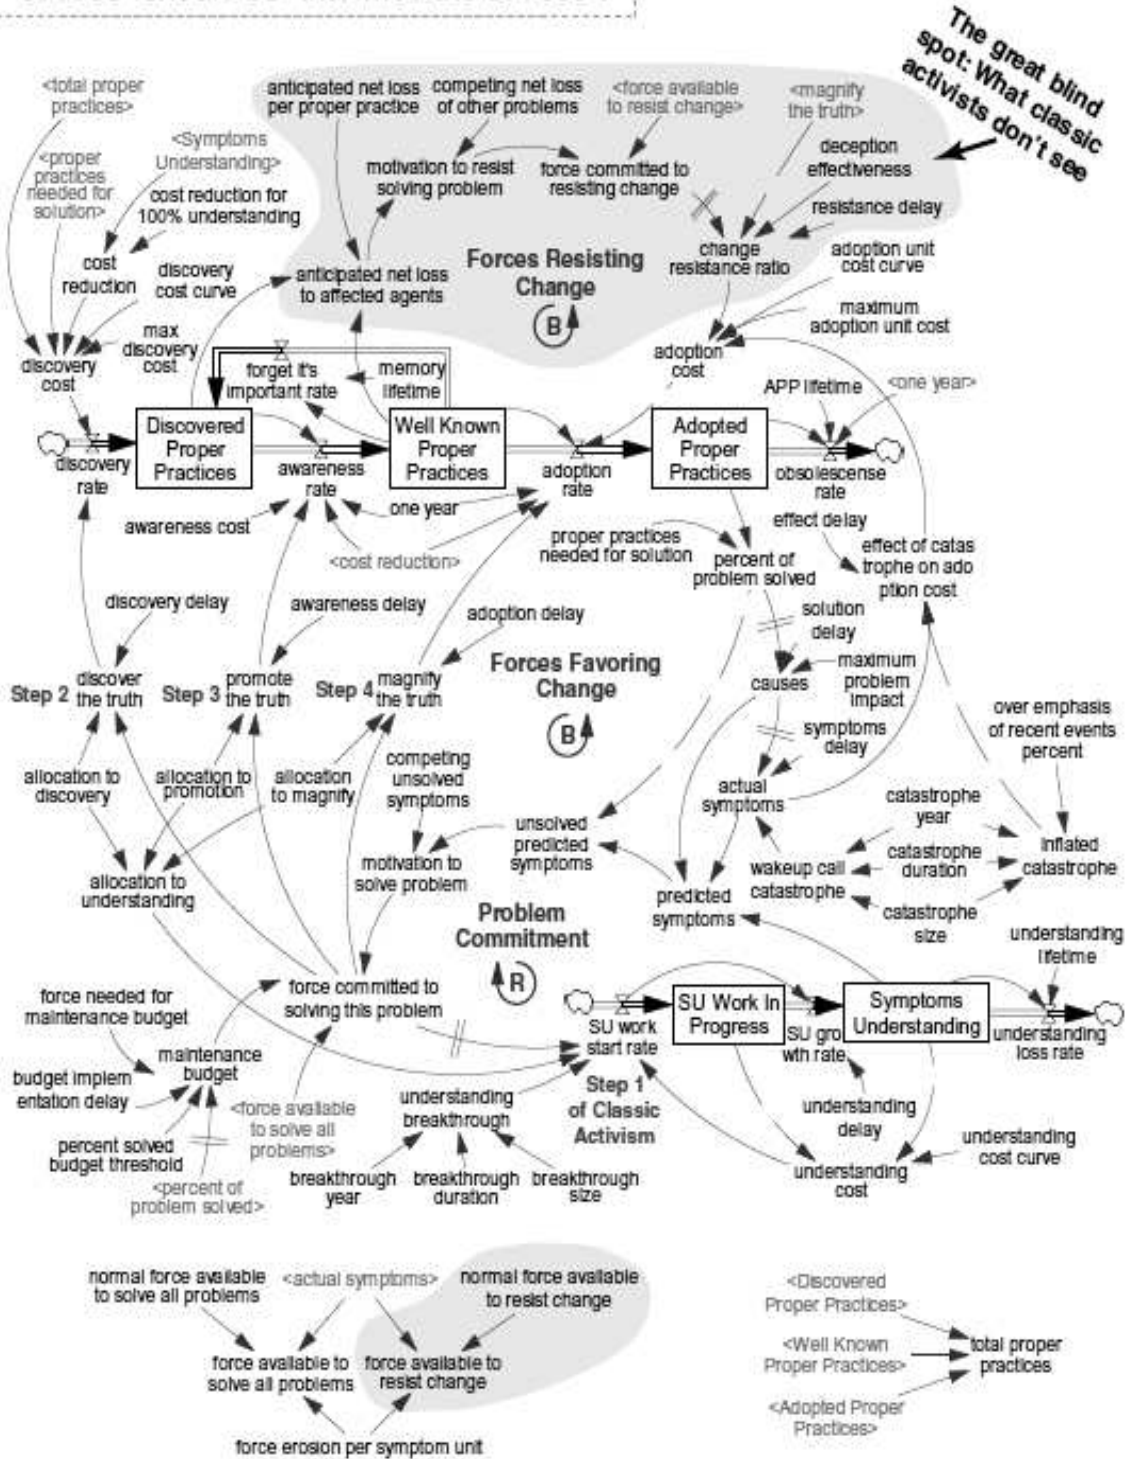 The great blind
spot: What classic
activists don't see
<total proper
practices>
anticipated net loss
per proper practice
competing net loss
of other problems
<force available
to resist change>
<magnify
the truth>
<proper
practices
needed for
solution>
<Symptoms
Understanding>
cost reduction for
100% understanding
motivation to resist
solving problem
force committed to
resisting change
deception
effectiveness
resistance delay
cost
reduction
discovery
cost curve
anticipated net loss
to affected agents
Forces Resisting
Change
B
change
resistance ratio
adoption unit
cost curve
maximum
adoption unit cost
max
discovery
cost
discovery
cost
forget it's
important rate
memory
lifetime
adoption
cost
APP lifetime
<one year>
Discovered
Proper
Practices
Well Known
Proper
Practices
Adopted
Proper
Practices
discovery
rate
awareness
rate
adoption
rate
obsolescense
rate
awareness cost
one year
<cost reduction>
proper practices
needed for solution
percent of
problem solved
effect delay
effect of catas
trophe on ado
ption cost
discovery delay
awareness delay
adoption delay
solution
delay
Step 2
discover
the truth
Step 3
promote
the truth
Step 4
magnify
the truth
Forces Favoring
Change
B
causes
maximum
problem
impact
symptoms
delay
over emphasis
of recent events
percent
allocation to
discovery
allocation to
promotion
allocation
to magnify
competing
unsolved
symptoms
actual
symptoms
catastrophe
year
unsolved
predicted
symptoms
allocation to
understanding
motivation to
solve problem
wakeup call
catastrophe
catastrophe
duration
inflated
catastrophe
predicted
symptoms
catastrophe
size
Problem
Commitment
R
understanding
lifetime
force needed for
maintenance budget
force committed to
solving this problem
SU Work In
Progress
Symptoms
Understanding
SU work
start rate
SU gro
wth rate
understanding
loss rate
maintenance
budget
budget implem
entation delay
Step 1
of Classic
Activism
<force available
to solve all
problems>
understanding
breakthrough
understanding
delay
percent solved
budget threshold
<percent of
problem solved>
breakthrough
year
breakthrough
duration
breakthrough
size
understanding
cost
understanding
cost curve
normal force available
to solve all problems
<actual symptoms>
normal force available
to resist change
force available to
solve all problems
force available to
resist change
force erosion per symptom unit
<Discovered
Proper Practices>
<Well Known
Proper Practices>
<Adopted Proper
Practices>
total proper
practices